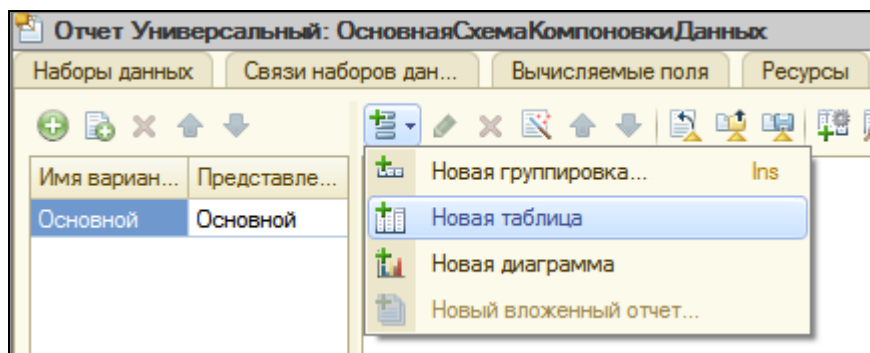 Отчет Универсальный: ОсновнаяСхемаКомпоновкиДанных
Наборы данных Связи наборов дан... Вычисляемые поля Ресурсы
Имя вариан... Представле...
Основной Основной
Новая группировка... Ins
Новая таблица
Новая диаграмма
Новый вложенный отчет...